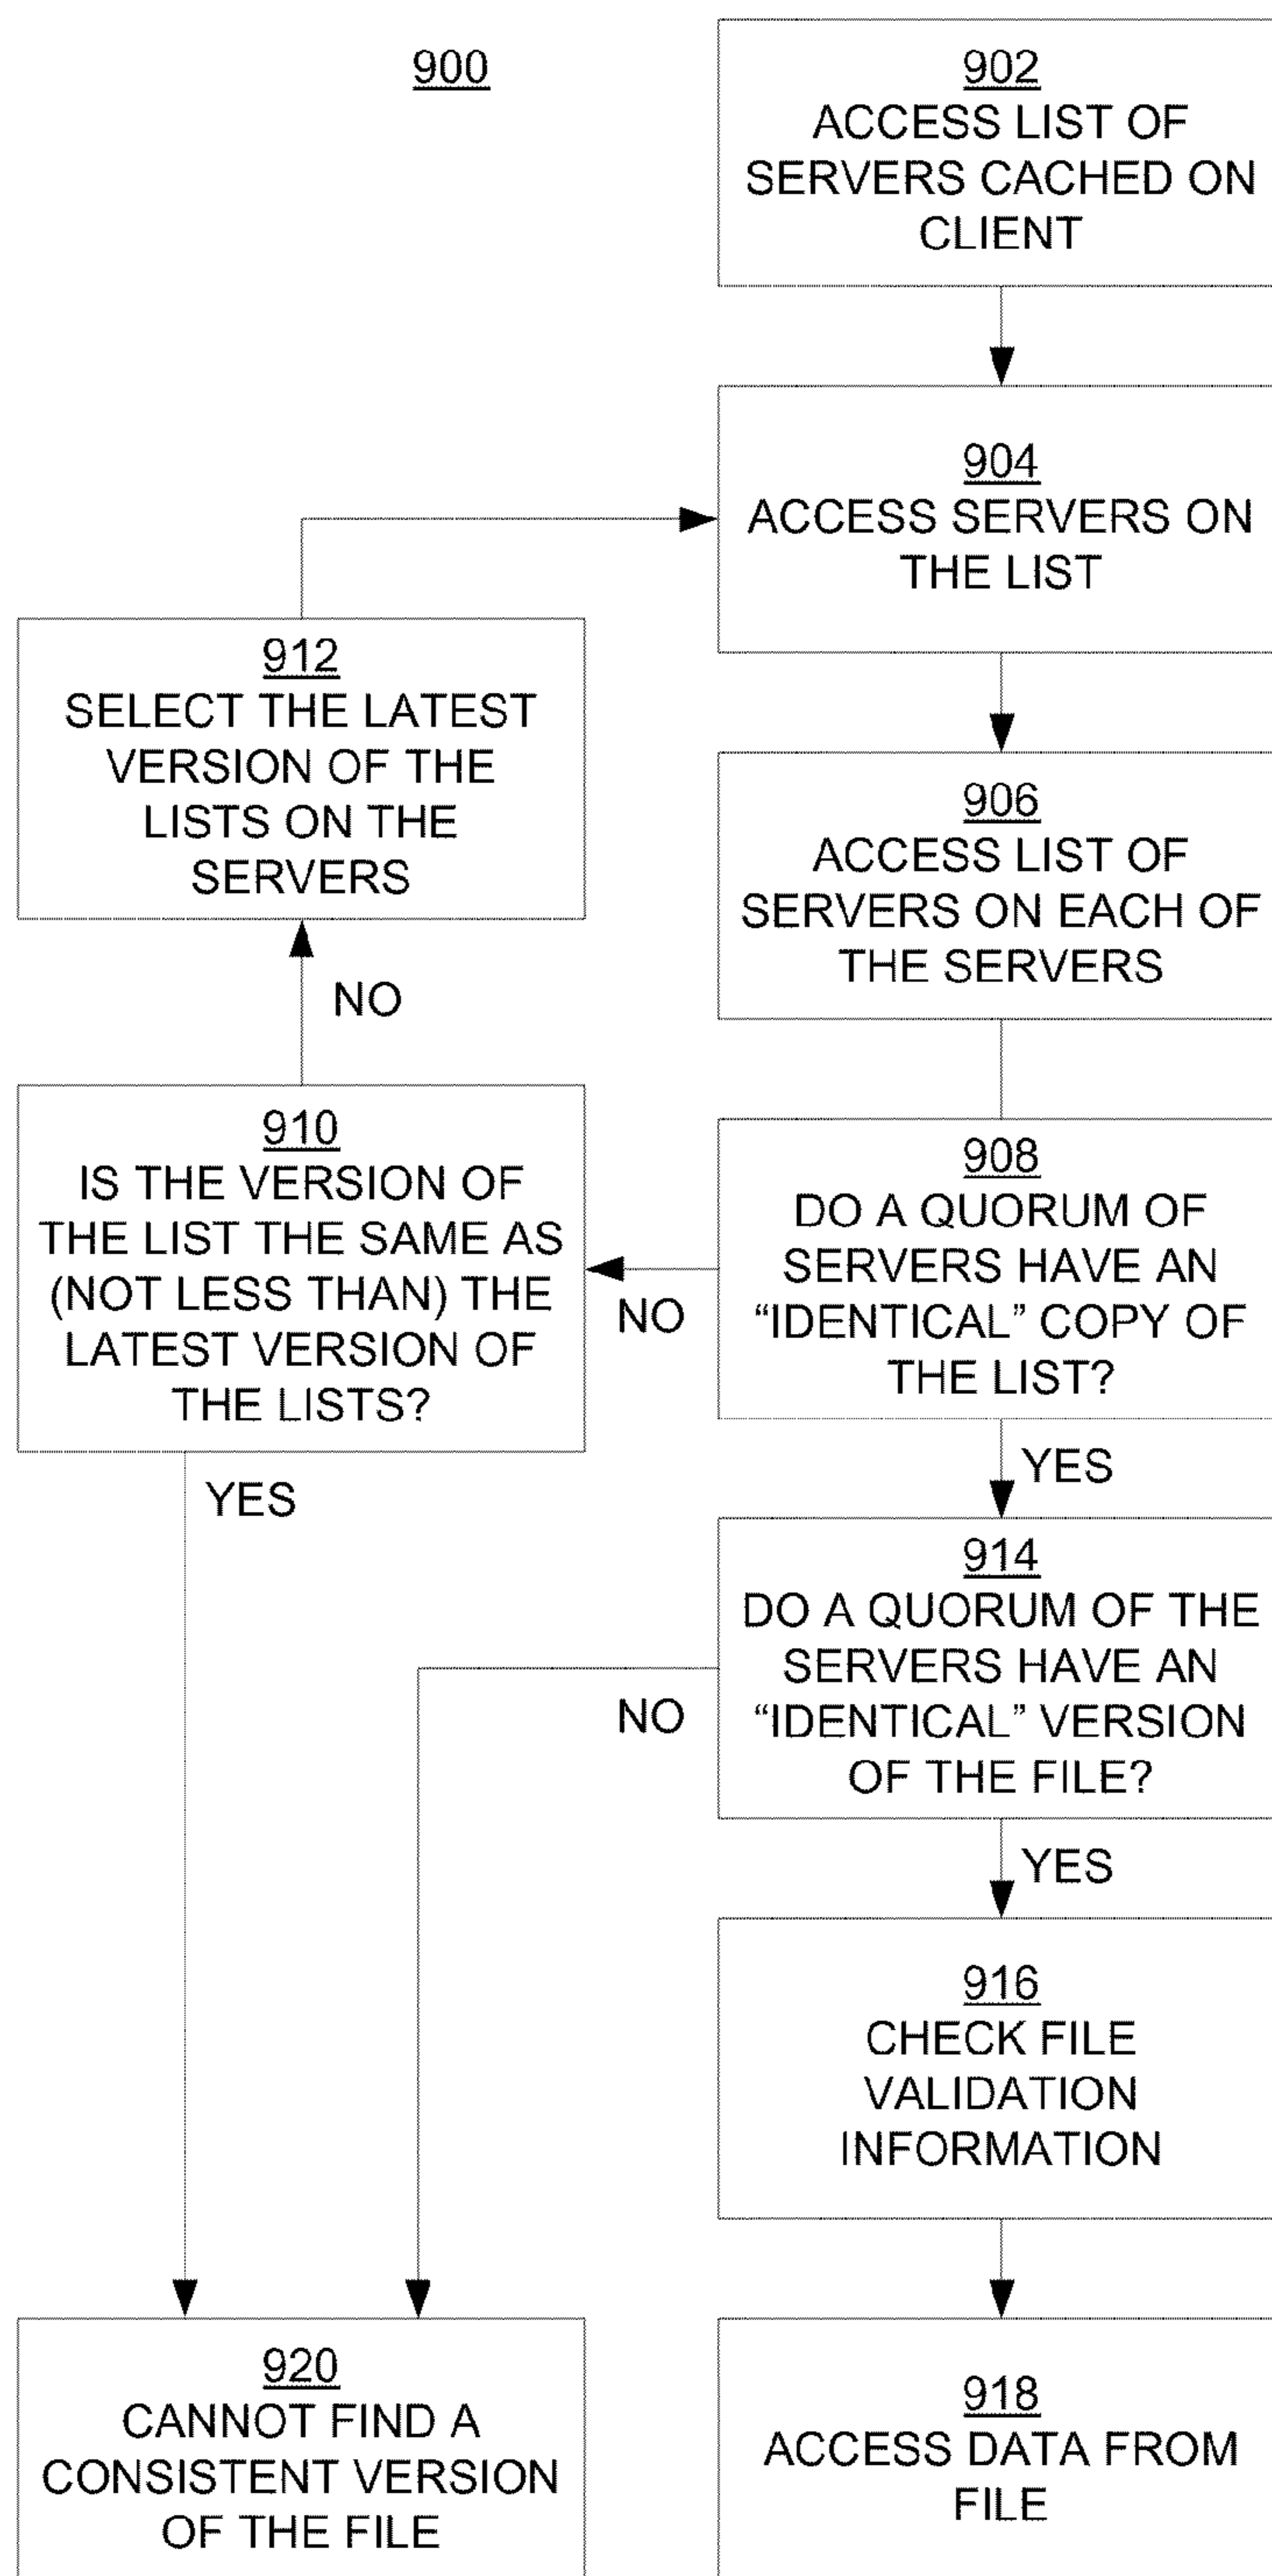 900
902
ACCESS LIST OF
SERVERS CACHED ON
CLIENT
904
ACCESS SERVERS ON
THE LIST
912
SELECT THE LATEST
VERSION OF THE
LISTS ON THE
SERVERS
906
ACCESS LIST OF
SERVERS ON EACH OF
THE SERVERS
NO
910
IS THE VERSION OF
THE LIST THE SAME AS
(NOT LESS THAN) THE
LATEST VERSION OF
THE LISTS?
908
DO A QUORUM OF
SERVERS HAVE AN
“IDENTICAL” COPY OF
THE LIST?
NO
YES
YES
914
DO A QUORUM OF THE
SERVERS HAVE AN
“IDENTICAL” VERSION
OF THE FILE?
NO
YES
916
CHECK FILE
VALIDATION
INFORMATION
920
CANNOT FIND A
CONSISTENT VERSION
OF THE FILE
918
ACCESS DATA FROM
FILE